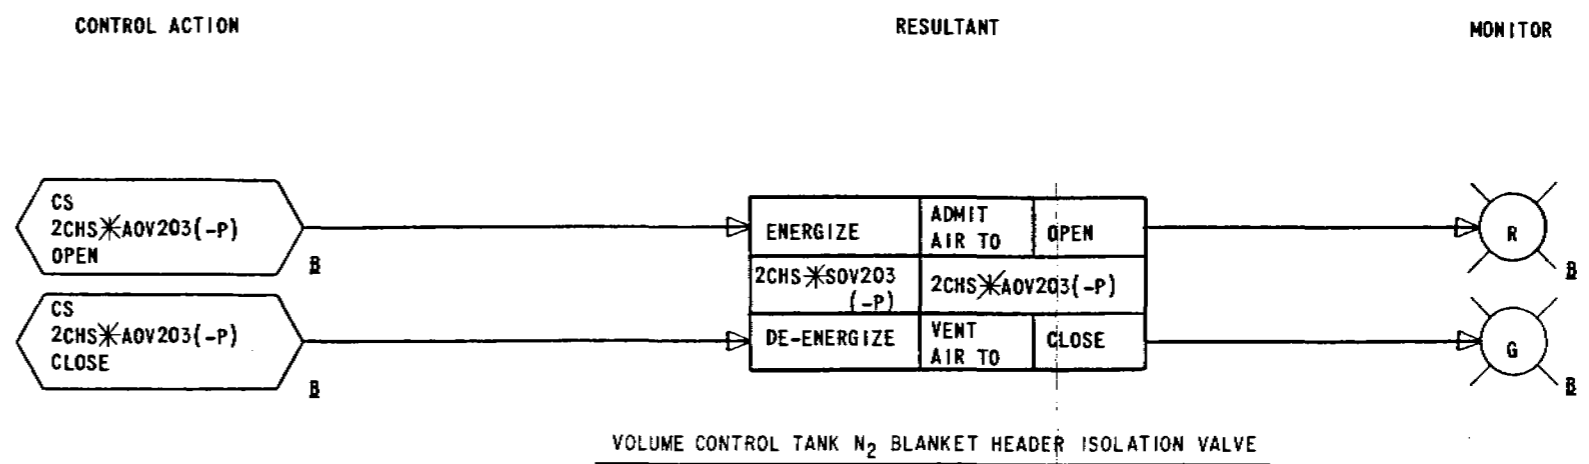 CONTROL ACTION RESULTANT MONITOR
CS
2CHS*AOV203(-P)
OPEN
B
ENERGIZE
ADMIT
AIR TO
OPEN
R
B
2CHS*SOV203
(-P)
2CHS*AOV203(-P)
CS
2CHS*AOV203(-P)
CLOSE
B
DE-ENERGIZE
VENT
AIR TO
CLOSE
G
B
VOLUME CONTROL TANK N₂ BLANKET HEADER ISOLATION VALVE